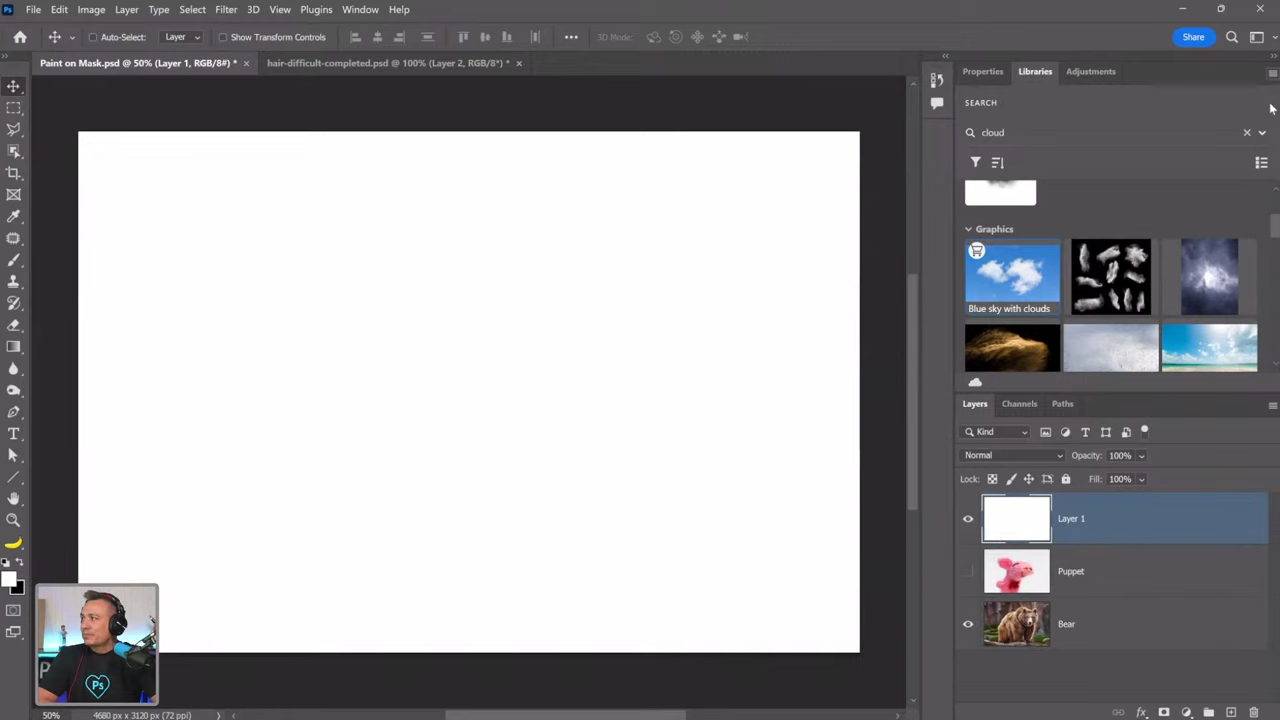 Ps File Edit Image Layer Type Select Filter 3D View Plugins Window Help
Auto-Select: Layer Show Transform Controls 3D Mode: Share
Paint on Mask.psd @ 50% (Layer 1, RGB/8#) * hair-difficult-completed.psd @ 100% (Layer 2, RGB/8*) *
Properties Libraries Adjustments
SEARCH
cloud
Graphics
Blue sky with clouds
Layers Channels Paths
Kind
Normal Opacity: 100%
Lock: Fill: 100%
Layer 1
Puppet
Bear
Ps
50% 4680 px x 3120 px (72 ppi)